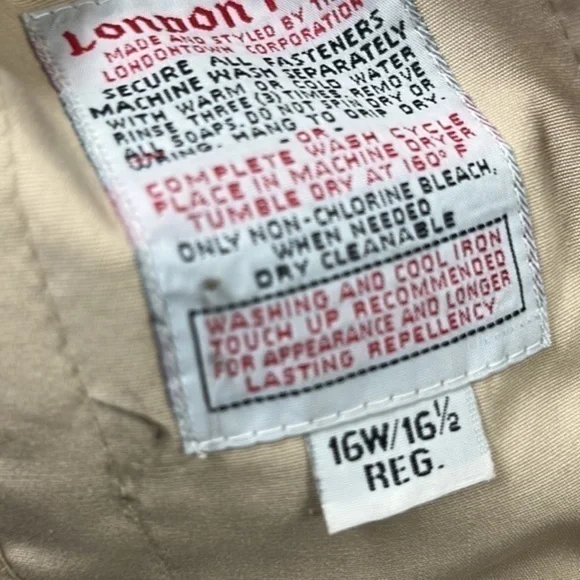 London
MADE AND STYLED BY THE
LONDONTOWN CORPORATION
SECURE ALL FASTENERS
MACHINE WASH SEPARATELY
WITH WARM OR COLD WATER
RINSE THREE (3) TIMES. REMOVE
ALL SOAPS. DO NOT SPIN DRY OR
WRING. HANG TO DRIP DRY.
-OR-
COMPLETE WASH CYCLE
PLACE IN MACHINE DRYER
TUMBLE DRY AT 160° F
ONLY NON-CHLORINE BLEACH,
WHEN NEEDED
DRY CLEANABLE
WASHING AND COOL IRON
TOUCH UP RECOMMENDED
FOR APPEARANCE AND LONGER
LASTING REPELLENCY
16W/16½
REG.